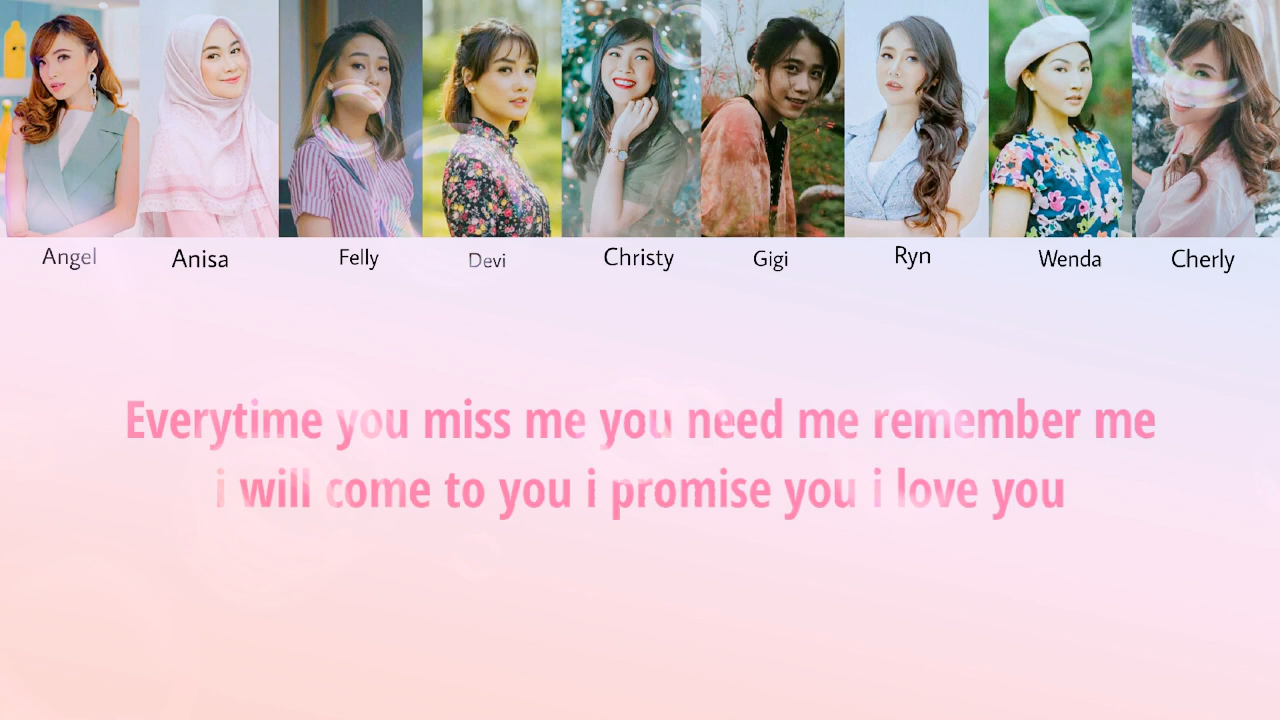 Angel
Anisa
Felly
Devi
Christy
Gigi
Ryn
Wenda
Cherly
Everytime you miss me you need me remember me
i will come to you i promise you i love you